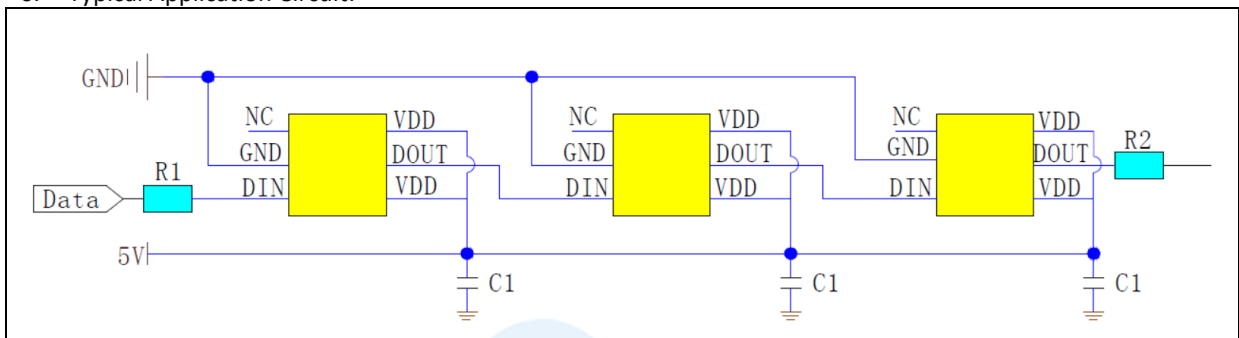 Typical Application Circuit:
GND
NC
VDD
GND
DOUT
DIN
VDD
NC
VDD
GND
DOUT
DIN
VDD
NC
VDD
GND
DOUT
DIN
VDD
R1
R2
Data
5V
C1
C1
C1